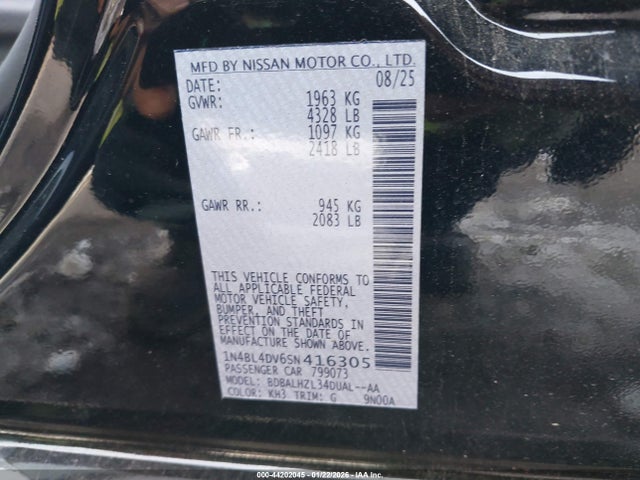 MFD BY NISSAN MOTOR CO., LTD.
DATE: 08/25
GVWR: 1963 KG
4328 LB
GAWR FR.: 1097 KG
2418 LB
GAWR RR.: 945 KG
2083 LB
THIS VEHICLE CONFORMS TO
ALL APPLICABLE FEDERAL
MOTOR VEHICLE SAFETY,
BUMPER, AND THEFT
PREVENTION STANDARDS IN
EFFECT ON THE DATE OF
MANUFACTURE SHOWN ABOVE.
1N4BL4DV6SN416305
PASSENGER CAR 799073
MODEL: BDBALHZL34DUAL--AA
COLOR: KH3 TRIM: G 9N00A
000-44202045 - 01/22/2026 - IAA Inc.